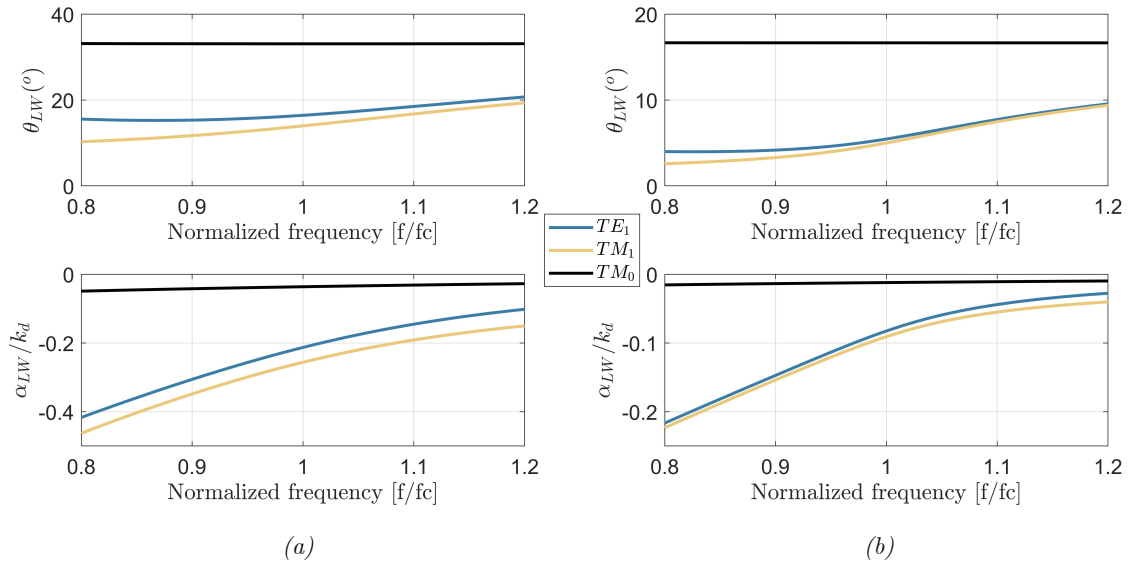 40
20
0
θ_LW(°)
0.8 0.9 1 1.1 1.2
Normalized frequency [f/fc]
20
10
0
θ_LW(°)
0.8 0.9 1 1.1 1.2
Normalized frequency [f/fc]
TE₁
TM₁
TM₀
0
-0.2
-0.4
α_LW/k_d
0.8 0.9 1 1.1 1.2
Normalized frequency [f/fc]
0
-0.1
-0.2
α_LW/k_d
0.8 0.9 1 1.1 1.2
Normalized frequency [f/fc]
(a)
(b)